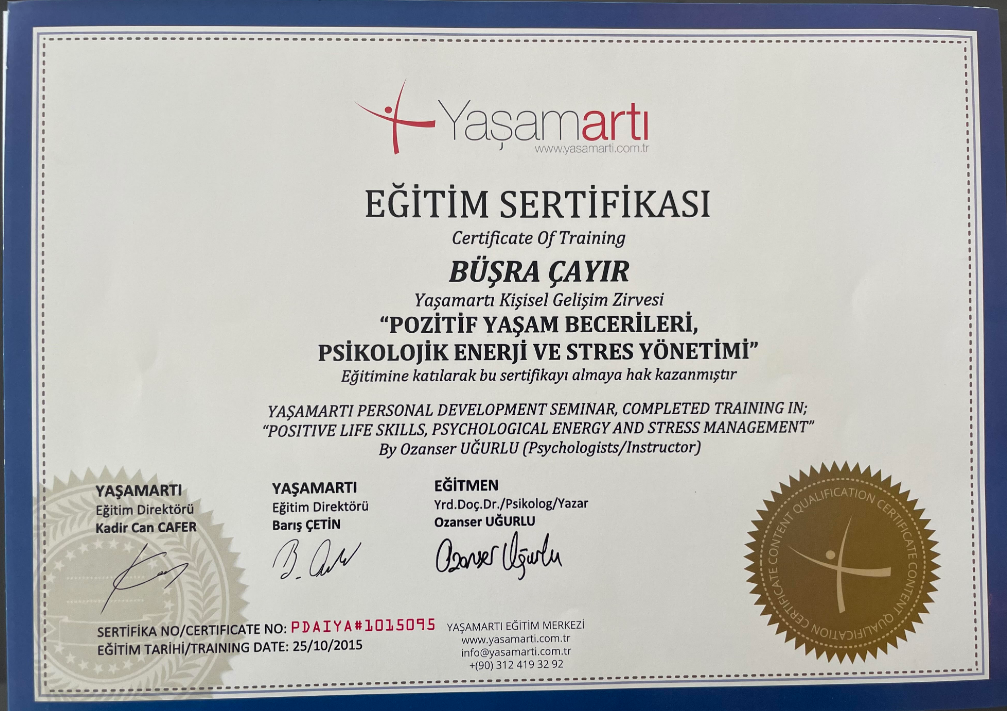 Yaşamartı
www.yasamarti.com.tr
EĞİTİM SERTİFİKASI
Certificate Of Training
BÜŞRA ÇAYIR
Yaşamartı Kişisel Gelişim Zirvesi
“POZİTİF YAŞAM BECERİLERİ,
PSİKOLOJİK ENERJİ VE STRES YÖNETİMİ”
Eğitimine katılarak bu sertifikayı almaya hak kazanmıştır
YAŞAMARTI PERSONAL DEVELOPMENT SEMINAR, COMPLETED TRAINING IN;
“POSITIVE LIFE SKILLS, PSYCHOLOGICAL ENERGY AND STRESS MANAGEMENT”
By Ozanser UĞURLU (Psychologists/Instructor)
YAŞAMARTI
Eğitim Direktörü
Kadir Can CAFER
YAŞAMARTI
Eğitim Direktörü
Barış ÇETİN
EĞİTMEN
Yrd.Doç.Dr./Psikolog/Yazar
Ozanser UĞURLU
Ozanser Uğurlu
SERTİFİKA NO/CERTIFICATE NO: PDAIYA#1015095
EĞİTİM TARİHİ/TRAINING DATE: 25/10/2015
YAŞAMARTI EĞİTİM MERKEZİ
www.yasamarti.com.tr
info@yasamarti.com.tr
+(90) 312 419 32 92
CERTIFICATE CONTENT QUALIFICATION CERTIFICATE CONTENT QUALIFICATION